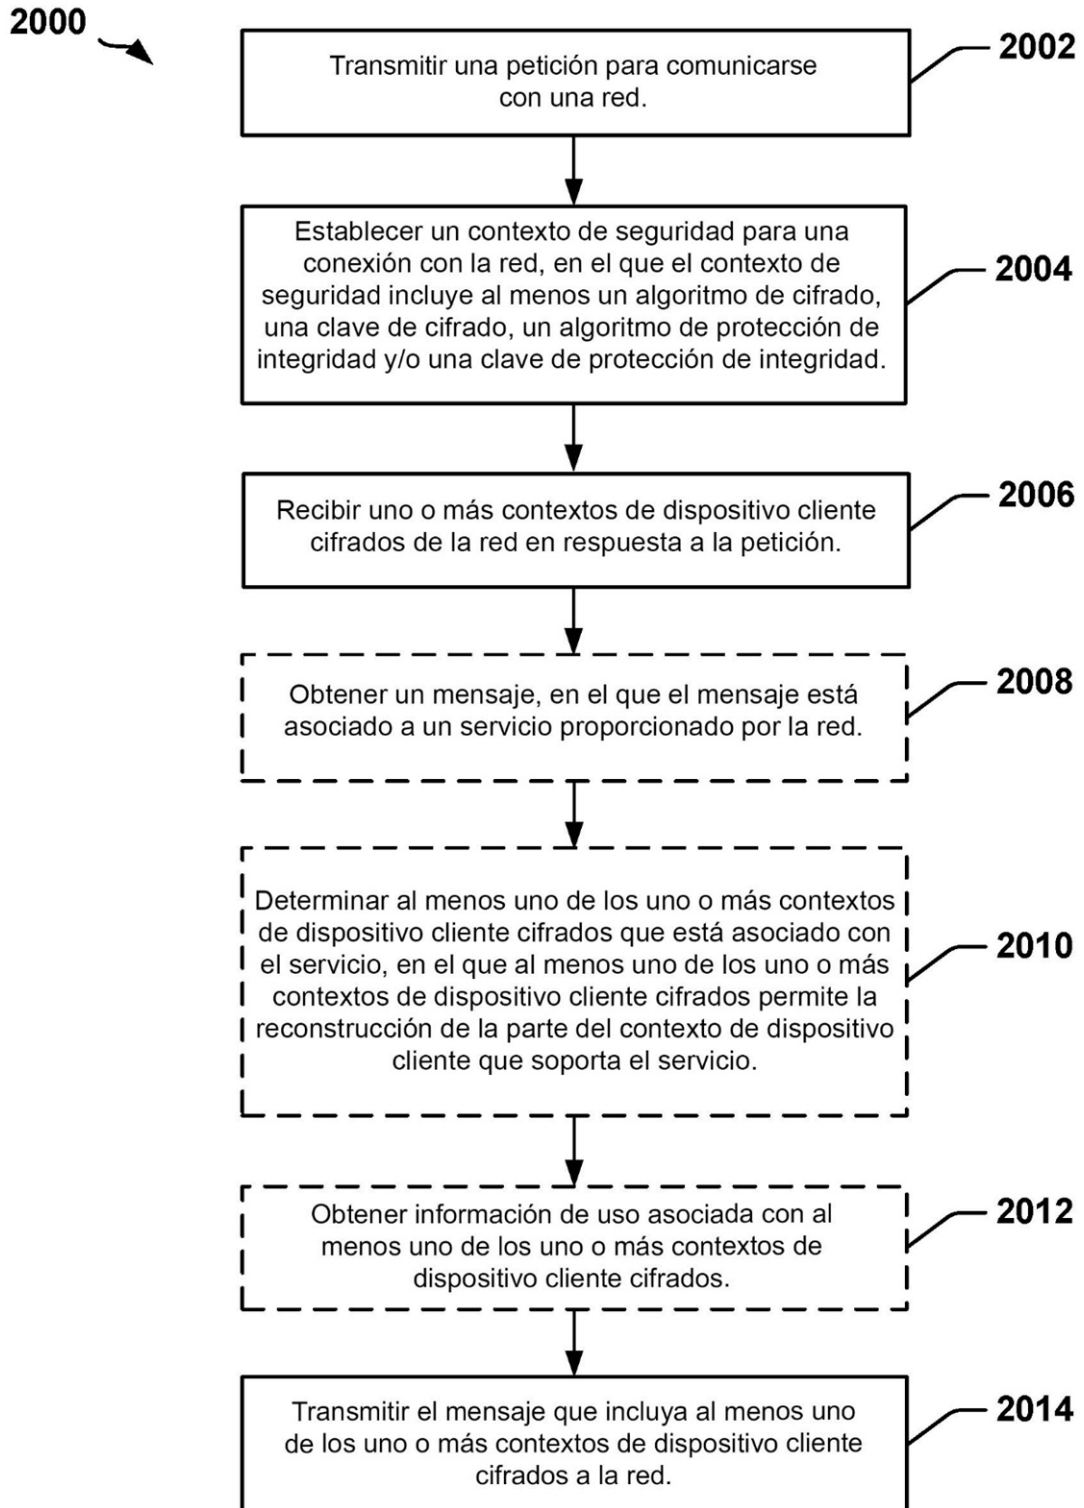 2000
Transmitir una petición para comunicarse
con una red.
2002
Establecer un contexto de seguridad para una
conexión con la red, en el que el contexto de
seguridad incluye al menos un algoritmo de cifrado,
una clave de cifrado, un algoritmo de protección de
integridad y/o una clave de protección de integridad.
2004
Recibir uno o más contextos de dispositivo cliente
cifrados de la red en respuesta a la petición.
2006
Obtener un mensaje, en el que el mensaje está
asociado a un servicio proporcionado por la red.
2008
Determinar al menos uno de los uno o más contextos
de dispositivo cliente cifrados que está asociado con
el servicio, en el que al menos uno de los uno o más
contextos de dispositivo cliente cifrados permite la
reconstrucción de la parte del contexto de dispositivo
cliente que soporta el servicio.
2010
Obtener información de uso asociada con al
menos uno de los uno o más contextos de
dispositivo cliente cifrados.
2012
Transmitir el mensaje que incluya al menos uno
de los uno o más contextos de dispositivo cliente
cifrados a la red.
2014